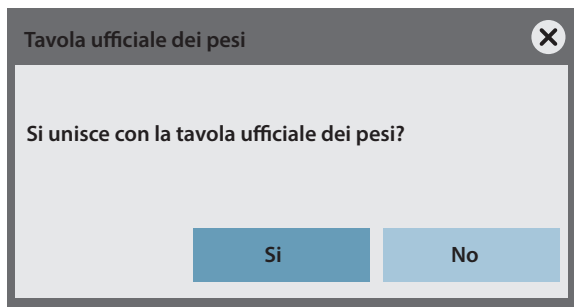 Tavola ufficiale dei pesi
Si unisce con la tavola ufficiale dei pesi?
Si
No